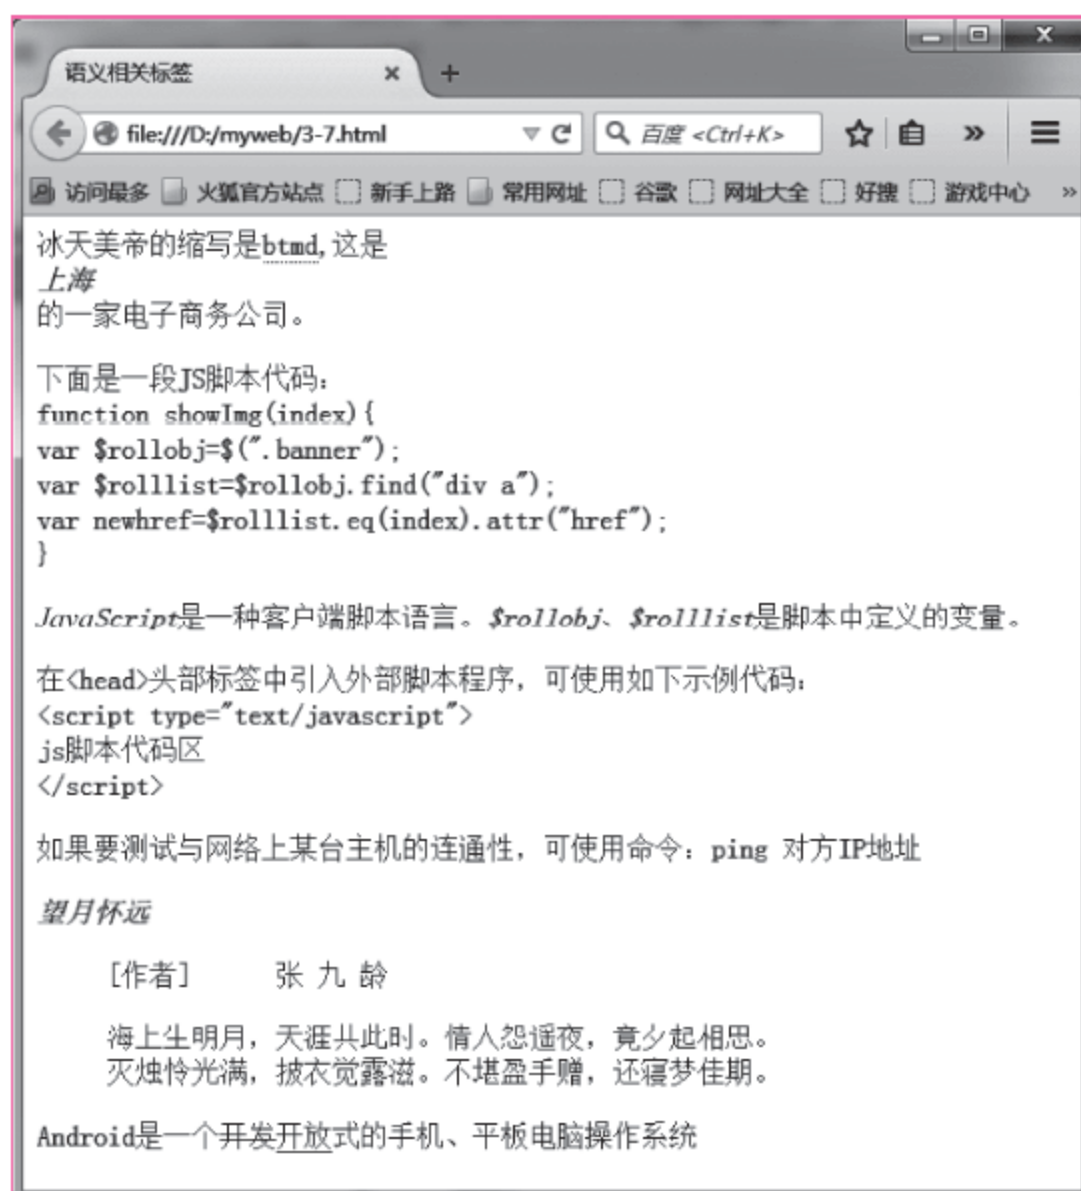 语义相关标签
file:///D:/myweb/3-7.html 百度 <Ctrl+K>
访问最多 火狐官方站点 新手上路 常用网址 谷歌 网址大全 好搜 游戏中心 »
冰天美帝的缩写是btmd,这是
上海
的一家电子商务公司。
下面是一段JS脚本代码：
function showImg(index){
var $rollobj=$(".banner");
var $rolllist=$rollobj.find("div a");
var newhref=$rolllist.eq(index).attr("href");
}
JavaScript是一种客户端脚本语言。$rollobj、$rolllist是脚本中定义的变量。
在<head>头部标签中引入外部脚本程序，可使用如下示例代码：
<script type="text/javascript">
js脚本代码区
</script>
如果要测试与网络上某台主机的连通性，可使用命令：ping 对方IP地址
望月怀远
[作者] 张 九 龄
海上生明月，天涯共此时。情人怨遥夜，竟夕起相思。
灭烛怜光满，披衣觉露滋。不堪盈手赠，还寝梦佳期。
Android是一个开发开放式的手机、平板电脑操作系统